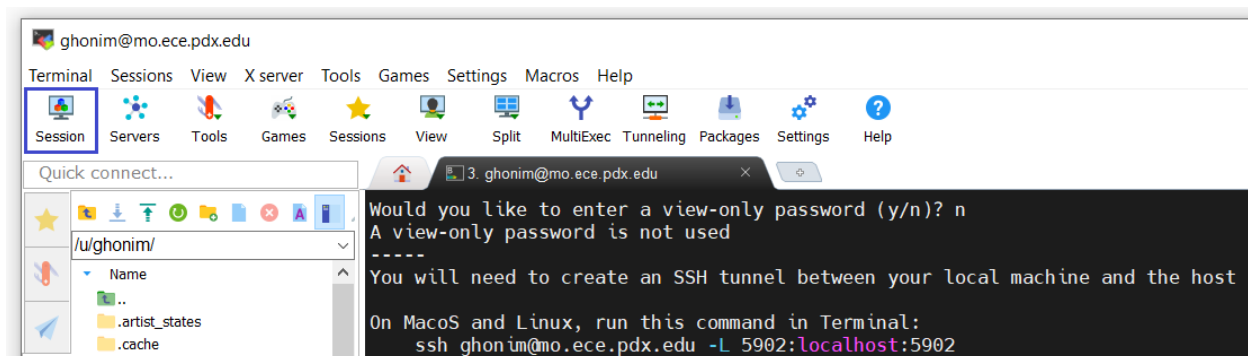 ghonim@mo.ece.pdx.edu
Terminal Sessions View X server Tools Games Settings Macros Help
Session Servers Tools Games Sessions View Split MultiExec Tunneling Packages Settings Help
Quick connect...
3. ghonim@mo.ece.pdx.edu
/u/ghonim/
Name
..
.artist_states
.cache
Would you like to enter a view-only password (y/n)? n
A view-only password is not used
-----
You will need to create an SSH tunnel between your local machine and the host
On MacoS and Linux, run this command in Terminal:
ssh ghonim@mo.ece.pdx.edu -L 5902:localhost:5902